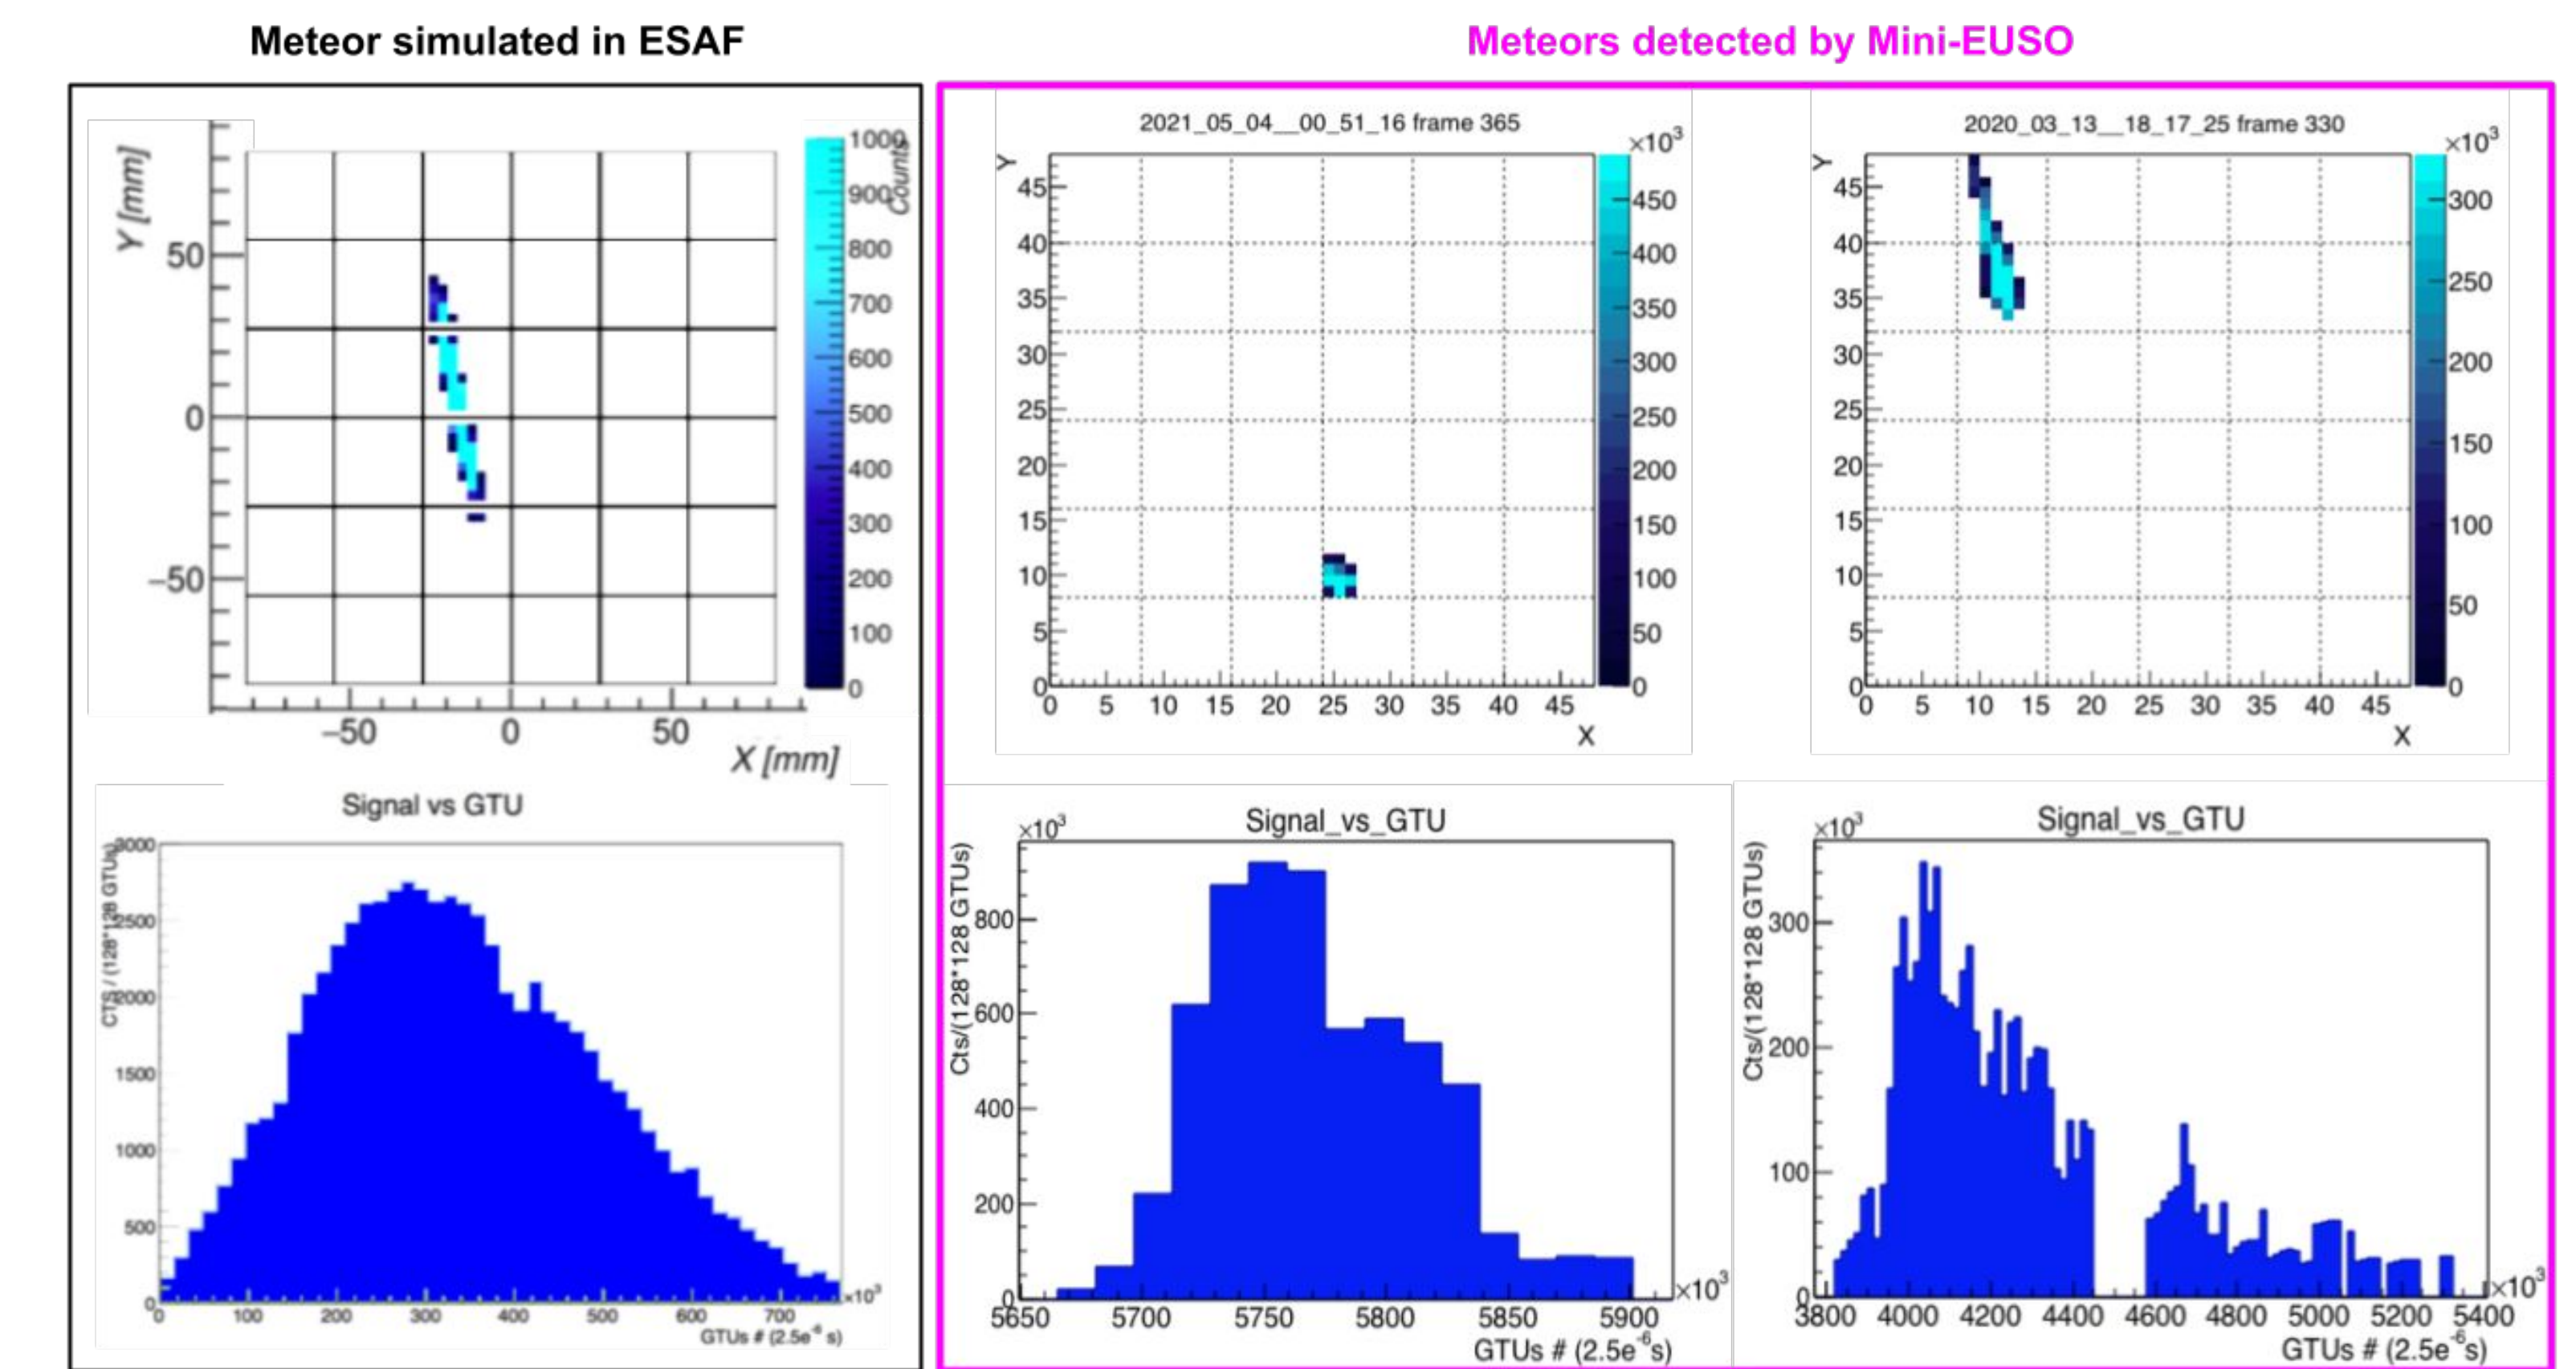 Meteor simulated in ESAF
Meteors detected by Mini-EUSO
Y [mm]
50
0
−50
−50 0 50
X [mm]
1000
900
800
700
600
500
400
300
200
100
0
Counts
2021_05_04__00_51_16 frame 365
×10³
Y
45
40
35
30
25
20
15
10
5
0
0 5 10 15 20 25 30 35 40 45
X
450
400
350
300
250
200
150
100
50
0
2020_03_13__18_17_25 frame 330
×10³
Y
45
40
35
30
25
20
15
10
5
0
0 5 10 15 20 25 30 35 40 45
X
300
250
200
150
100
50
0
Signal vs GTU
CTS / (128*128 GTUs)
3000
2500
2000
1500
1000
500
0
0 100 200 300 400 500 600 700
×10³
GTUs # (2.5e⁻⁶ s)
Signal_vs_GTU
×10³
Cts/(128*128 GTUs)
800
600
400
200
0
5650 5700 5750 5800 5850 5900
×10³
GTUs # (2.5e⁻⁶s)
Signal_vs_GTU
×10³
Cts/(128*128 GTUs)
300
200
100
0
3800 4000 4200 4400 4600 4800 5000 5200 5400
×10³
GTUs # (2.5e⁻⁶s)